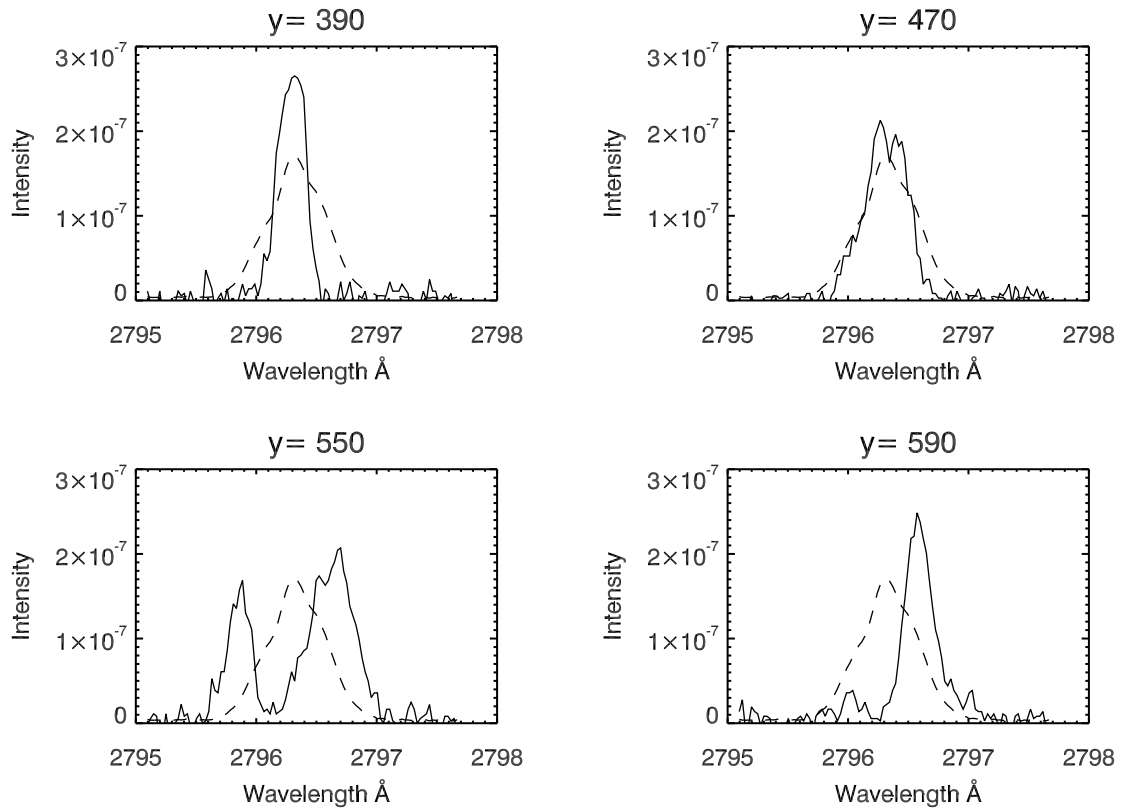 y= 390
3×10⁻⁷
2×10⁻⁷
1×10⁻⁷
0
Intensity
2795 2796 2797 2798
Wavelength Å
y= 470
3×10⁻⁷
2×10⁻⁷
1×10⁻⁷
0
Intensity
2795 2796 2797 2798
Wavelength Å
y= 550
3×10⁻⁷
2×10⁻⁷
1×10⁻⁷
0
Intensity
2795 2796 2797 2798
Wavelength Å
y= 590
3×10⁻⁷
2×10⁻⁷
1×10⁻⁷
0
Intensity
2795 2796 2797 2798
Wavelength Å